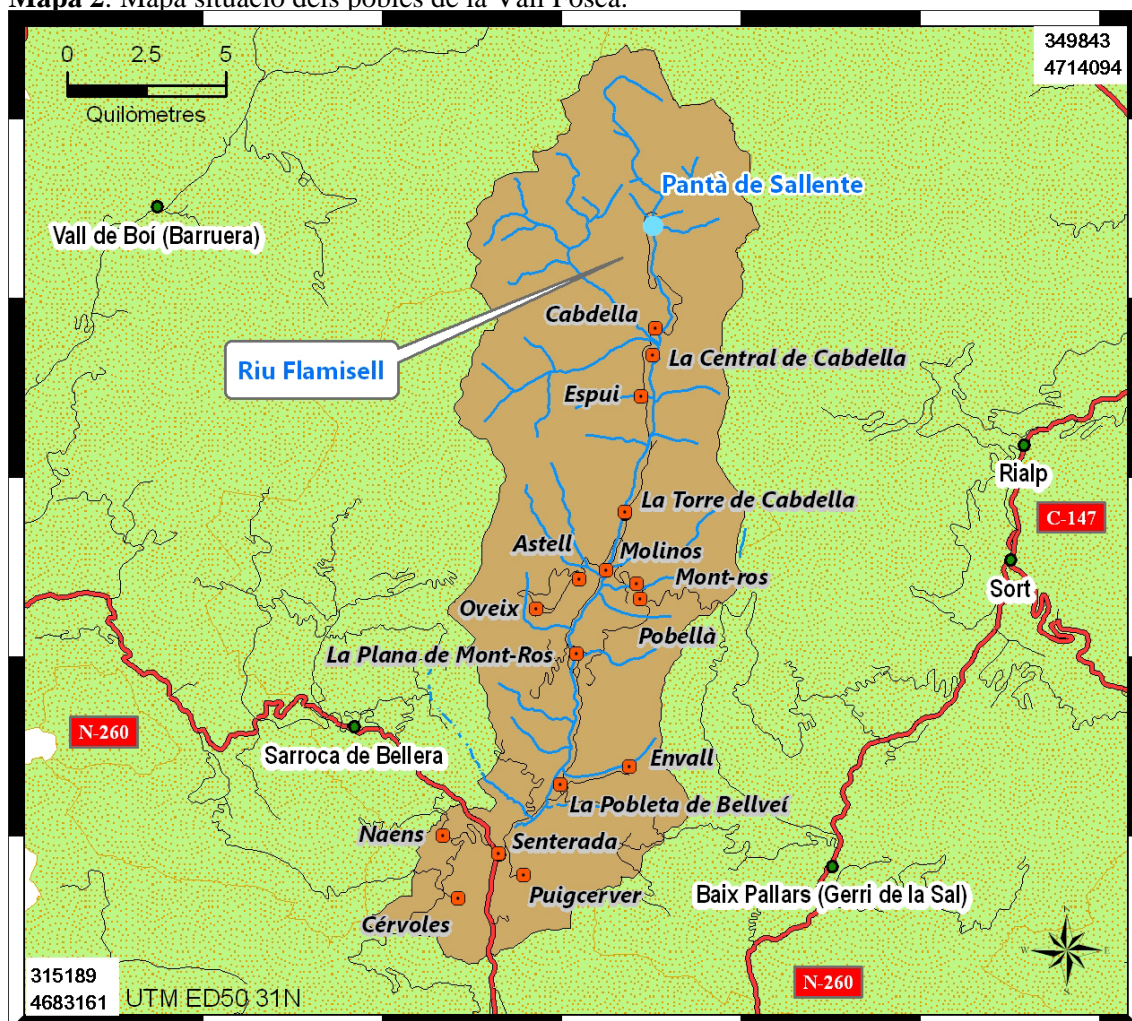 Mapa 2: Mapa situació dels pobles de la Vall Fosca.
0 2.5 5
Quilòmetres
349843
4714094
Pantà de Sallente
Vall de Boí (Barruera)
Cabdella
La Central de Cabdella
Riu Flamisell
Espui
Rialp
La Torre de Cabdella
C-147
Astell
Molinos
Mont-ros
Sort
Oveix
Pobellà
La Plana de Mont-Ros
N-260
Sarroca de Bellera
Envall
La Pobleta de Bellveí
Naens
Senterada
Puigcerver
Baix Pallars (Gerri de la Sal)
Cérvoles
N
W E
S
315189
4683161
UTM ED50 31N
N-260